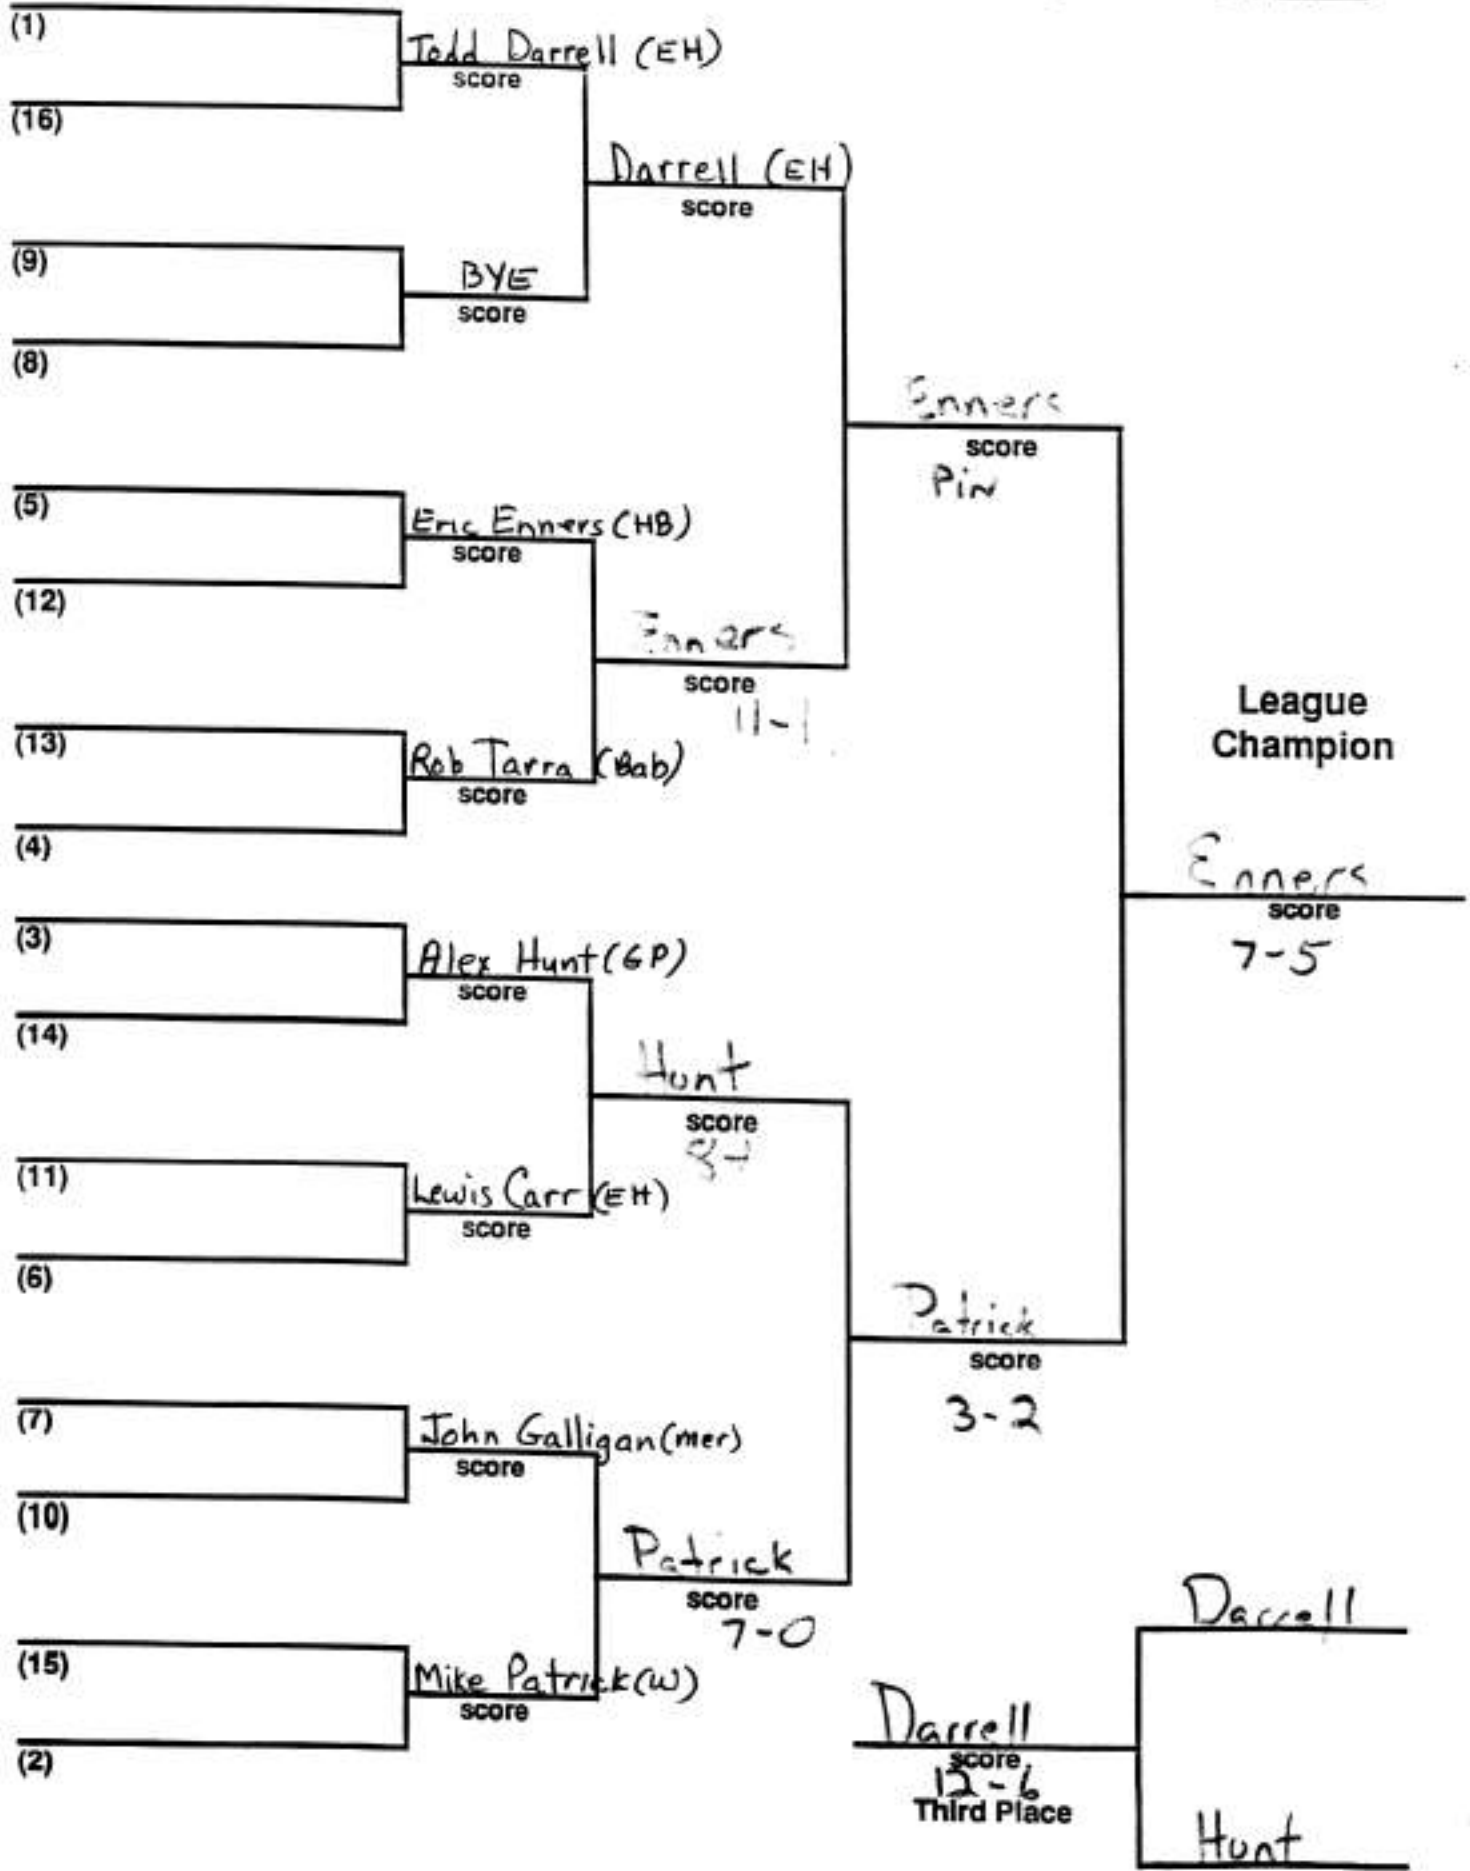 (1)
Todd Darrell (EH)
score
(16)
Darrell (EH)
score
(9)
BYE
score
(8)
Enners
score
Pin
(5)
Eric Enners (HB)
score
(12)
Enners
score
11-1
(13)
Rob Tarra (Bab)
score
(4)
League
Champion
Enners
score
7-5
(3)
Alex Hunt (GP)
score
(14)
Hunt
score
(11)
Lewis Carr (EH)
score
(6)
Patrick
score
3-2
(7)
John Galligan (mer)
score
(10)
Patrick
score
7-0
(15)
Mike Patrick (W)
score
(2)
Darrell
Darrell
score
12-6
Third Place
Hunt